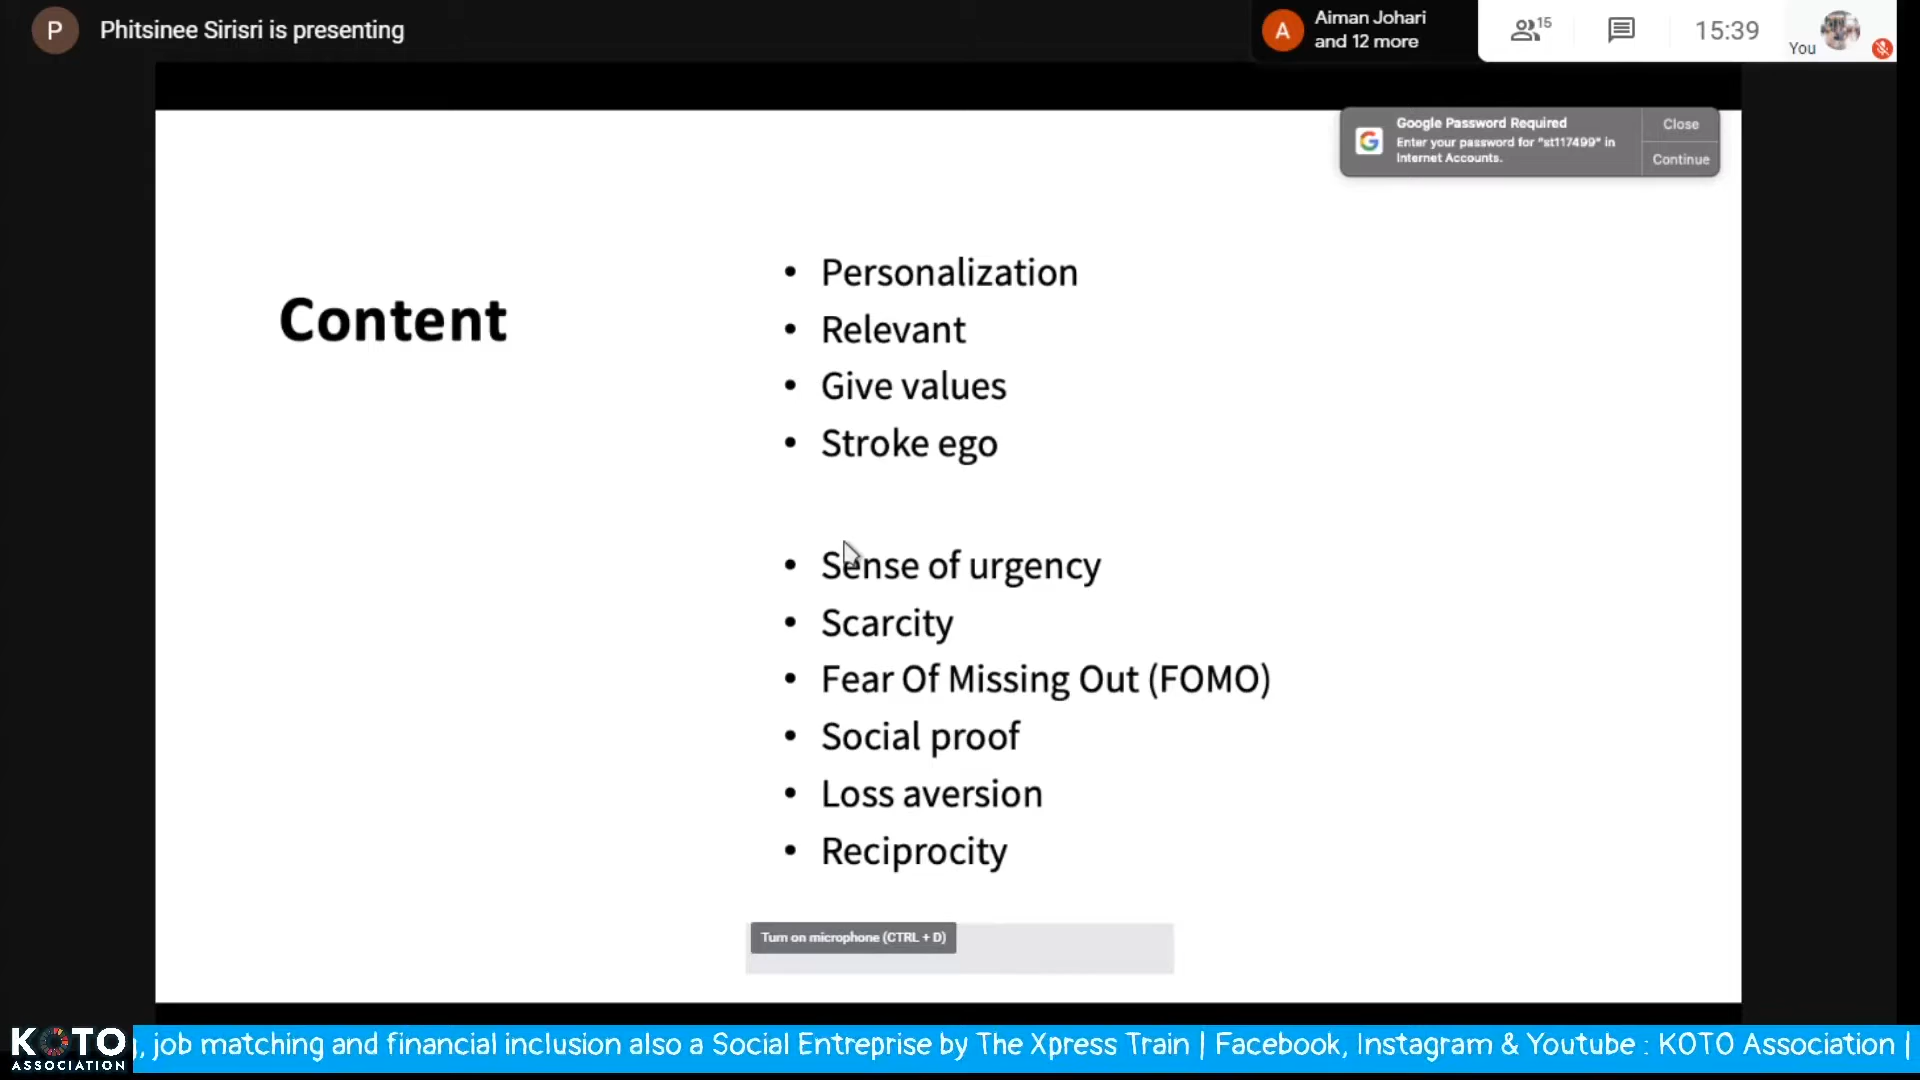 P
Phitsinee Sirisri is presenting
A
Aiman Johari
and 12 more
15
15:39
You
Google Password Required
Enter your password for "st117499" in
Internet Accounts.
Close
Continue
Content
• Personalization
• Relevant
• Give values
• Stroke ego
• Sense of urgency
• Scarcity
• Fear Of Missing Out (FOMO)
• Social proof
• Loss aversion
• Reciprocity
Turn on microphone (CTRL + D)
KOTO
ASSOCIATION
, job matching and financial inclusion also a Social Entreprise by The Xpress Train | Facebook, Instagram & Youtube : KOTO Association |